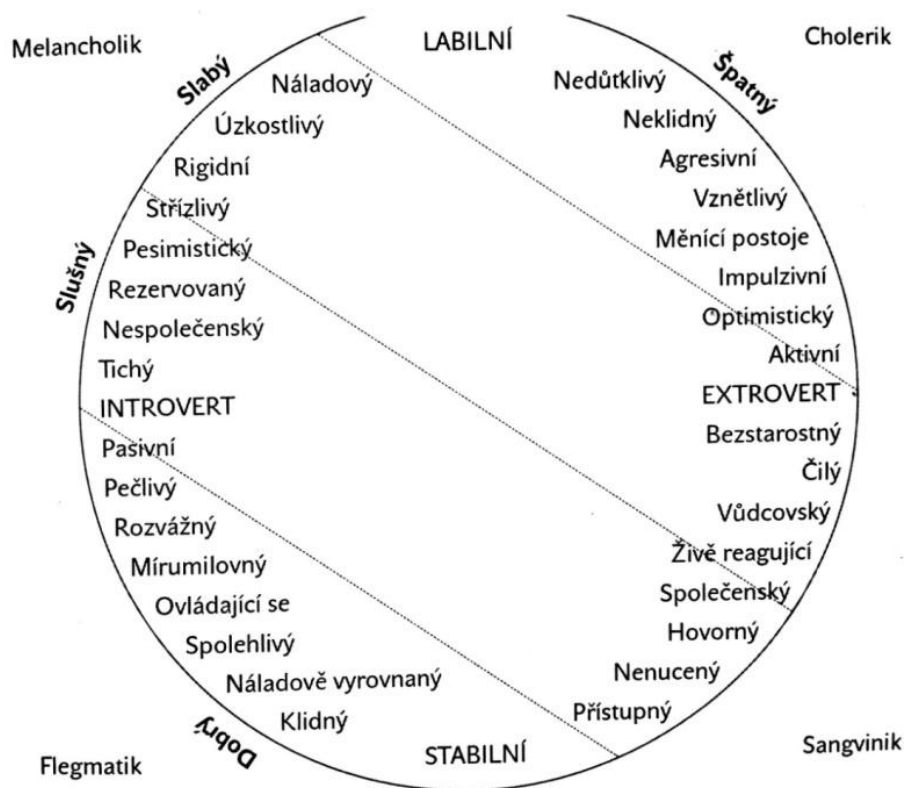 Melancholik
LABILNÍ
Cholerik
Slabý
Špatný
Slušný
Dobrý
Náladový
Úzkostlivý
Rigidní
Střízlivý
Pesimistický
Rezervovaný
Nespolečenský
Tichý
INTROVERT
Pasivní
Pečlivý
Rozvážný
Mírumilovný
Ovládající se
Spolehlivý
Náladově vyrovnaný
Klidný
Nedůtklivý
Neklidný
Agresivní
Vznětlivý
Měnící postoje
Impulzivní
Optimistický
Aktivní
EXTROVERT
Bezstarostný
Čilý
Vůdcovský
Živě reagující
Společenský
Hovorný
Nenucený
Přístupný
STABILNÍ
Flegmatik
Sangvinik